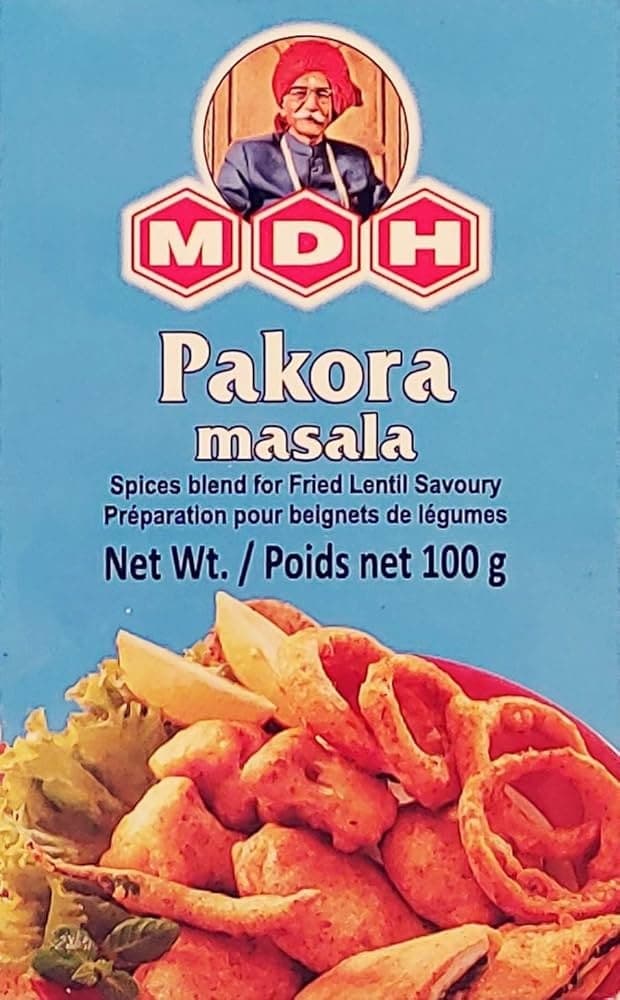 MDH
Pakora
masala
Spices blend for Fried Lentil Savoury
Préparation pour beignets de légumes
Net Wt. / Poids net 100 g